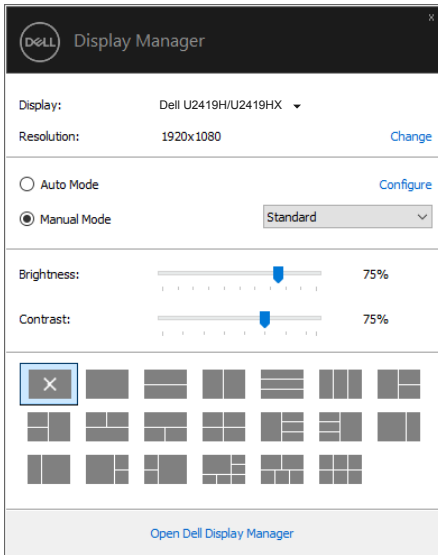 x
DELL Display Manager
Display: Dell U2419H/U2419HX
Resolution: 1920x1080 Change
Auto Mode Configure
Manual Mode Standard
Brightness: 75%
Contrast: 75%
Open Dell Display Manager